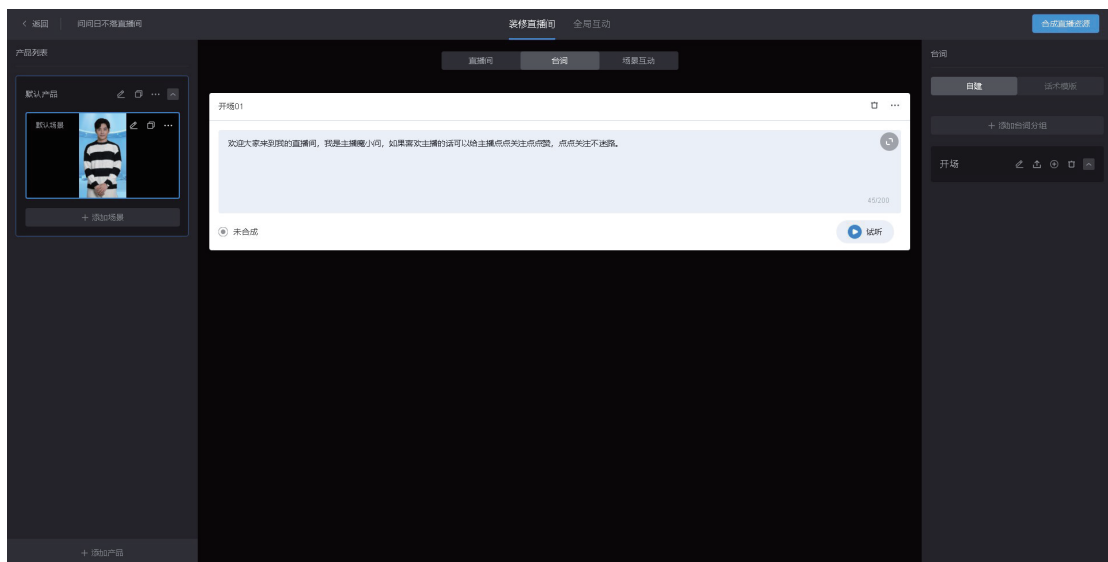 返回
问问日不落直播间
装修直播间
全局互动
合成直播资源
产品列表
默认产品
默认场景
+ 添加场景
+ 添加产品
直播间
台词
场景互动
开场01
欢迎大家来到我的直播间，我是主播魔小问，如果喜欢主播的话可以给主播点点关注点点赞，点点关注不迷路。
45/200
未合成
试听
台词
自建
话术模版
+ 添加台词分组
开场